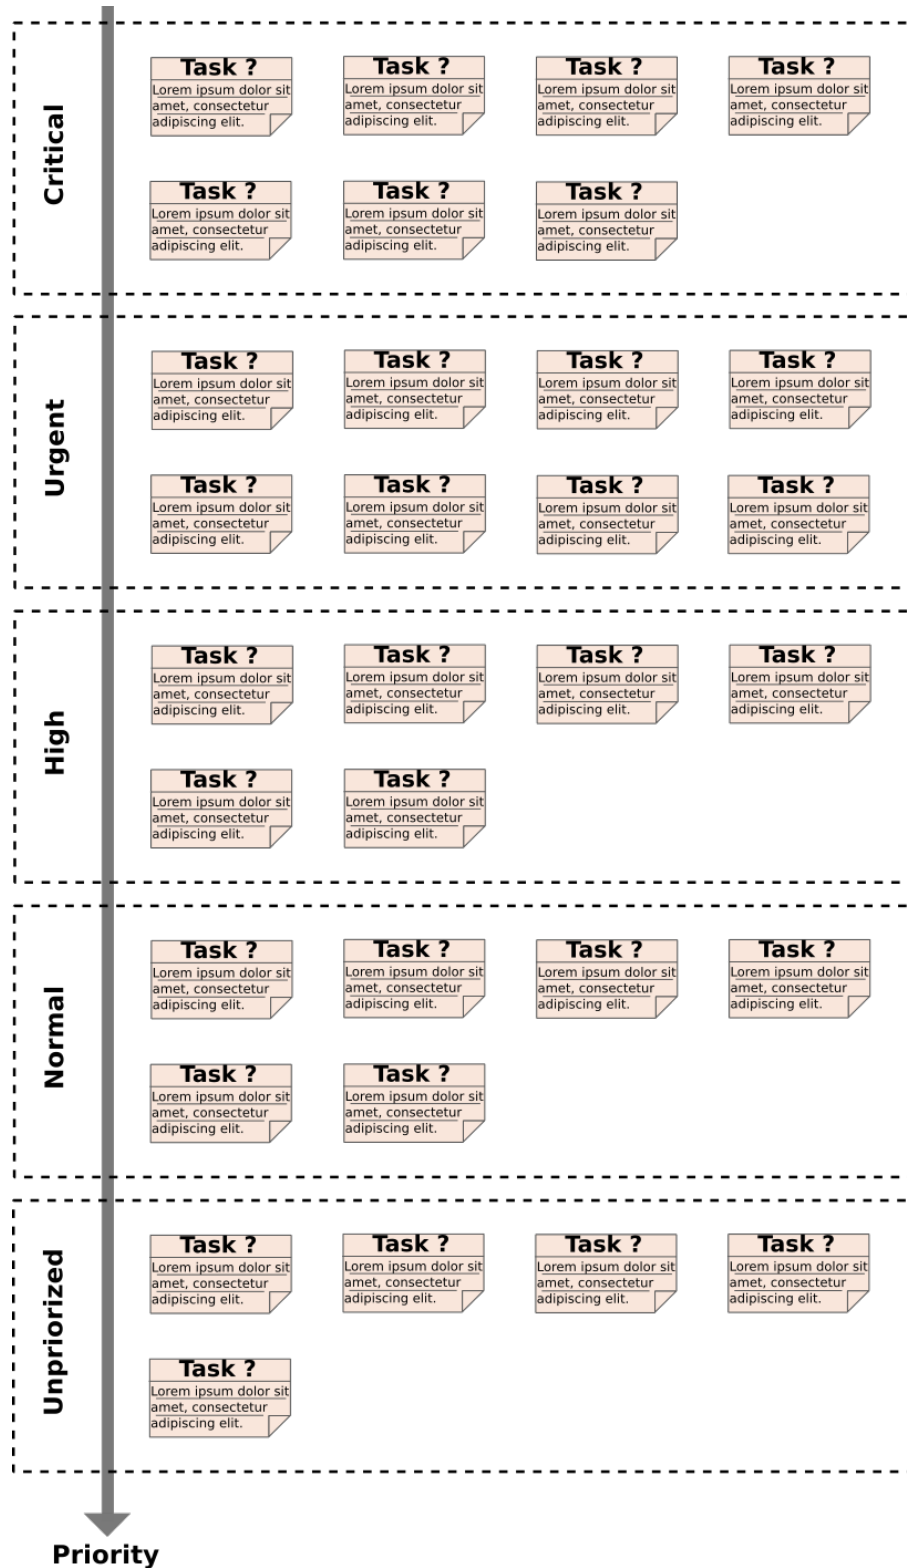 Critical
Task ?
Lorem ipsum dolor sit
amet, consectetur
adipiscing elit.
Task ?
Lorem ipsum dolor sit
amet, consectetur
adipiscing elit.
Task ?
Lorem ipsum dolor sit
amet, consectetur
adipiscing elit.
Task ?
Lorem ipsum dolor sit
amet, consectetur
adipiscing elit.
Task ?
Lorem ipsum dolor sit
amet, consectetur
adipiscing elit.
Task ?
Lorem ipsum dolor sit
amet, consectetur
adipiscing elit.
Task ?
Lorem ipsum dolor sit
amet, consectetur
adipiscing elit.
Urgent
Task ?
Lorem ipsum dolor sit
amet, consectetur
adipiscing elit.
Task ?
Lorem ipsum dolor sit
amet, consectetur
adipiscing elit.
Task ?
Lorem ipsum dolor sit
amet, consectetur
adipiscing elit.
Task ?
Lorem ipsum dolor sit
amet, consectetur
adipiscing elit.
Task ?
Lorem ipsum dolor sit
amet, consectetur
adipiscing elit.
Task ?
Lorem ipsum dolor sit
amet, consectetur
adipiscing elit.
Task ?
Lorem ipsum dolor sit
amet, consectetur
adipiscing elit.
Task ?
Lorem ipsum dolor sit
amet, consectetur
adipiscing elit.
High
Task ?
Lorem ipsum dolor sit
amet, consectetur
adipiscing elit.
Task ?
Lorem ipsum dolor sit
amet, consectetur
adipiscing elit.
Task ?
Lorem ipsum dolor sit
amet, consectetur
adipiscing elit.
Task ?
Lorem ipsum dolor sit
amet, consectetur
adipiscing elit.
Task ?
Lorem ipsum dolor sit
amet, consectetur
adipiscing elit.
Task ?
Lorem ipsum dolor sit
amet, consectetur
adipiscing elit.
Normal
Task ?
Lorem ipsum dolor sit
amet, consectetur
adipiscing elit.
Task ?
Lorem ipsum dolor sit
amet, consectetur
adipiscing elit.
Task ?
Lorem ipsum dolor sit
amet, consectetur
adipiscing elit.
Task ?
Lorem ipsum dolor sit
amet, consectetur
adipiscing elit.
Task ?
Lorem ipsum dolor sit
amet, consectetur
adipiscing elit.
Task ?
Lorem ipsum dolor sit
amet, consectetur
adipiscing elit.
Unpriorized
Task ?
Lorem ipsum dolor sit
amet, consectetur
adipiscing elit.
Task ?
Lorem ipsum dolor sit
amet, consectetur
adipiscing elit.
Task ?
Lorem ipsum dolor sit
amet, consectetur
adipiscing elit.
Task ?
Lorem ipsum dolor sit
amet, consectetur
adipiscing elit.
Task ?
Lorem ipsum dolor sit
amet, consectetur
adipiscing elit.
Priority